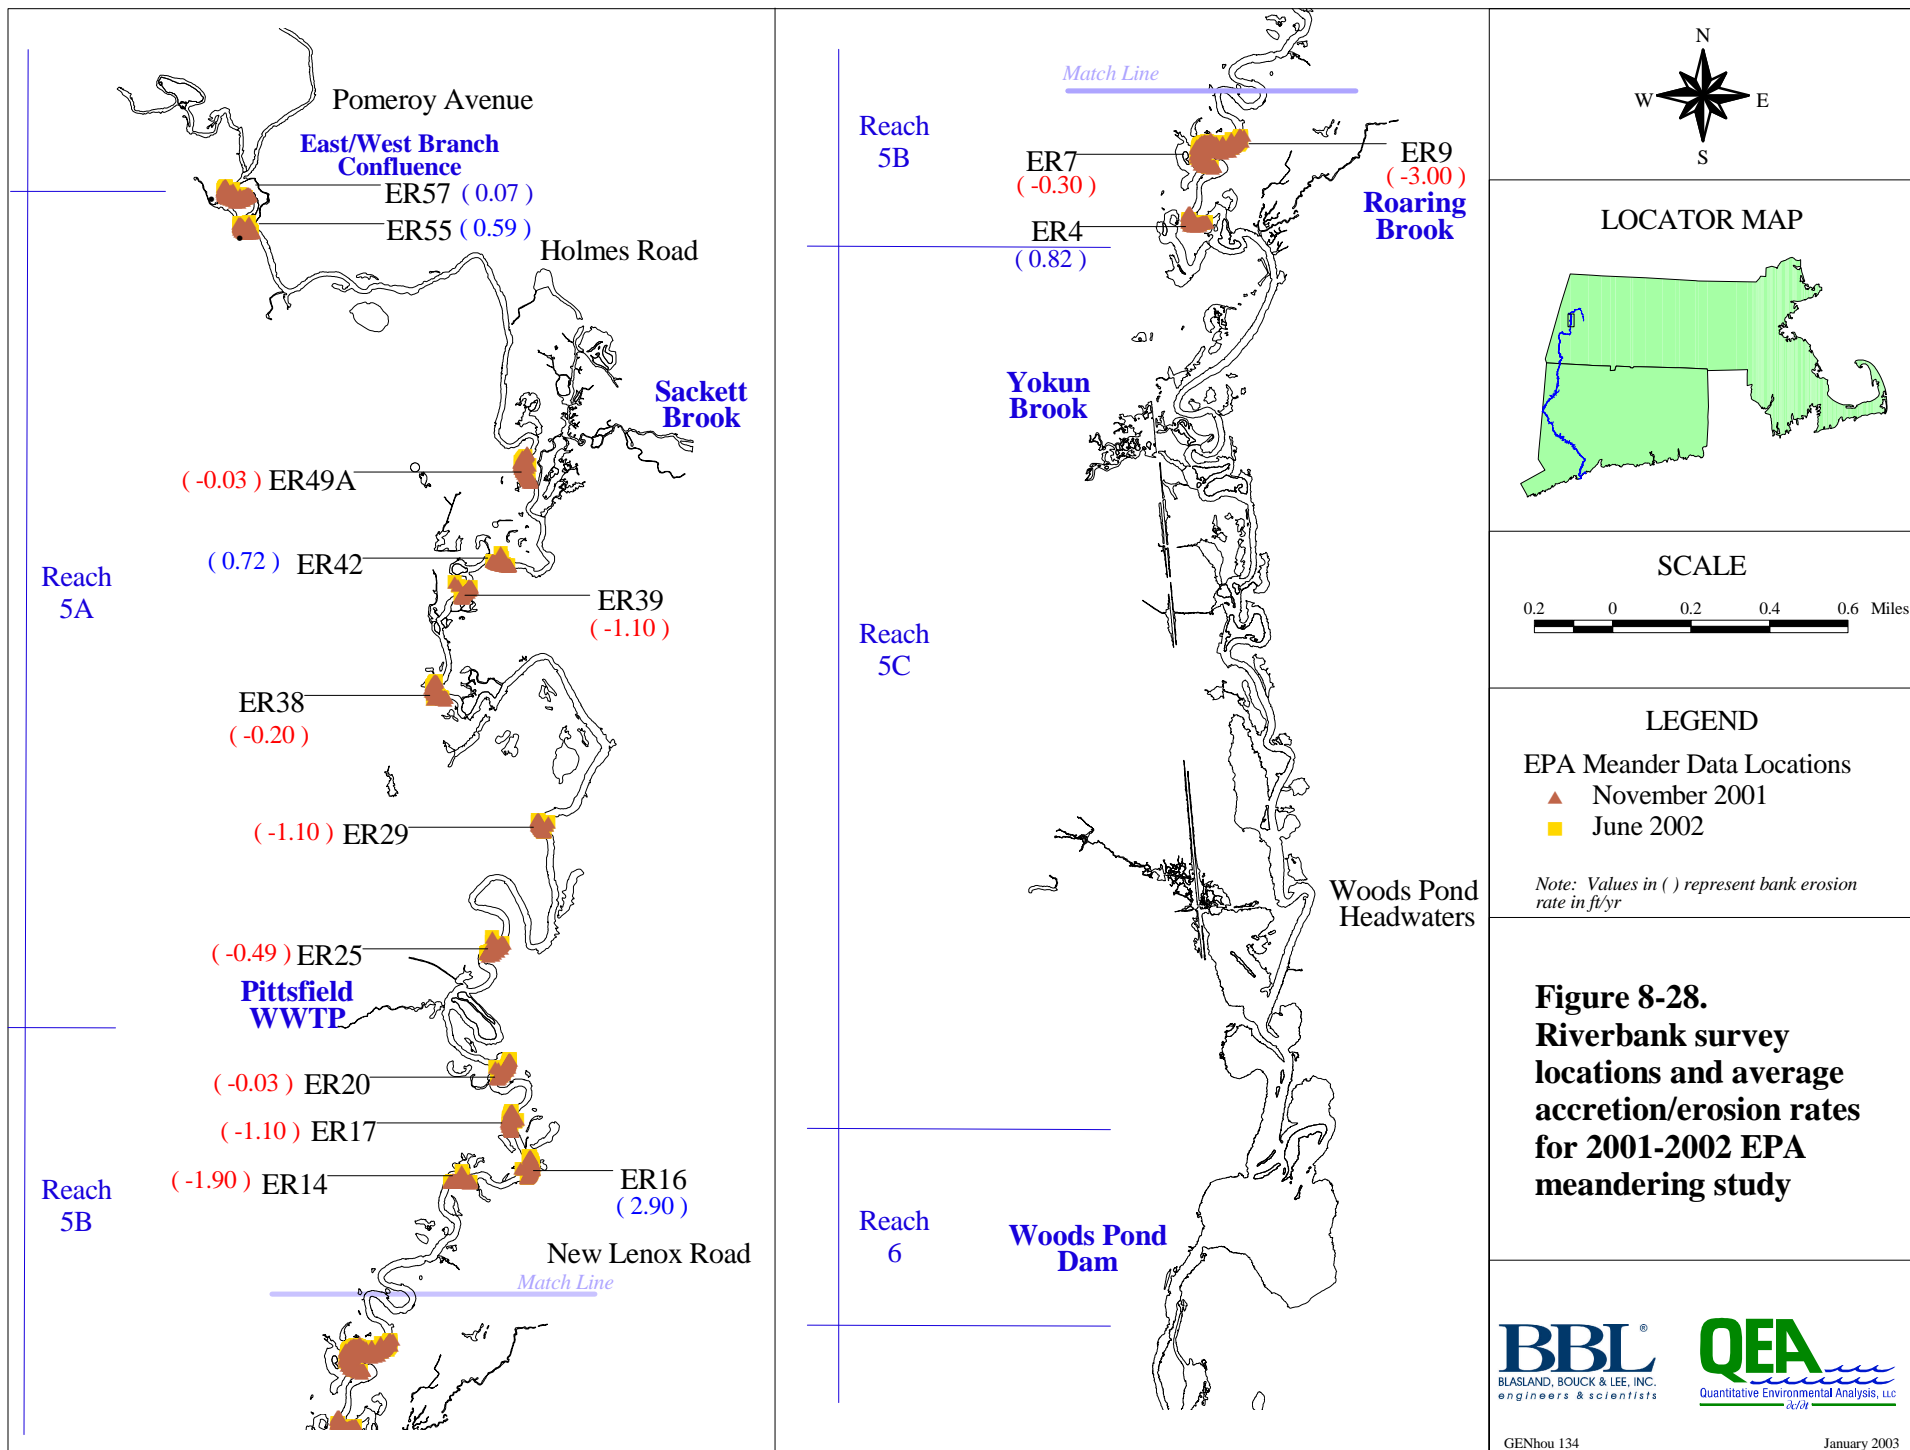 Pomeroy Avenue
East/West Branch
Confluence
ER57 ( 0.07 )
ER55 ( 0.59 )
Holmes Road
Sackett
Brook
( -0.03 ) ER49A
( 0.72 ) ER42
Reach
5A
ER39
( -1.10 )
ER38
( -0.20 )
( -1.10 ) ER29
( -0.49 ) ER25
Pittsfield
WWTP
( -0.03 ) ER20
( -1.10 ) ER17
( -1.90 ) ER14
ER16
( 2.90 )
Reach
5B
New Lenox Road
Match Line
Match Line
Reach
5B
ER7
( -0.30 )
ER9
( -3.00 )
Roaring
Brook
ER4
( 0.82 )
Yokun
Brook
Reach
5C
Woods Pond
Headwaters
Reach
6
Woods Pond
Dam
N
W
E
S
LOCATOR MAP
SCALE
0.2 0 0.2 0.4 0.6 Miles
LEGEND
EPA Meander Data Locations
November 2001
June 2002
Note: Values in ( ) represent bank erosion
rate in ft/yr
Figure 8-28.
Riverbank survey
locations and average
accretion/erosion rates
for 2001-2002 EPA
meandering study
BBL®
BLASLAND, BOUCK & LEE, INC.
engineers & scientists
QEA
Quantitative Environmental Analysis, LLC
∂c/∂t
GENhou 134
January 2003